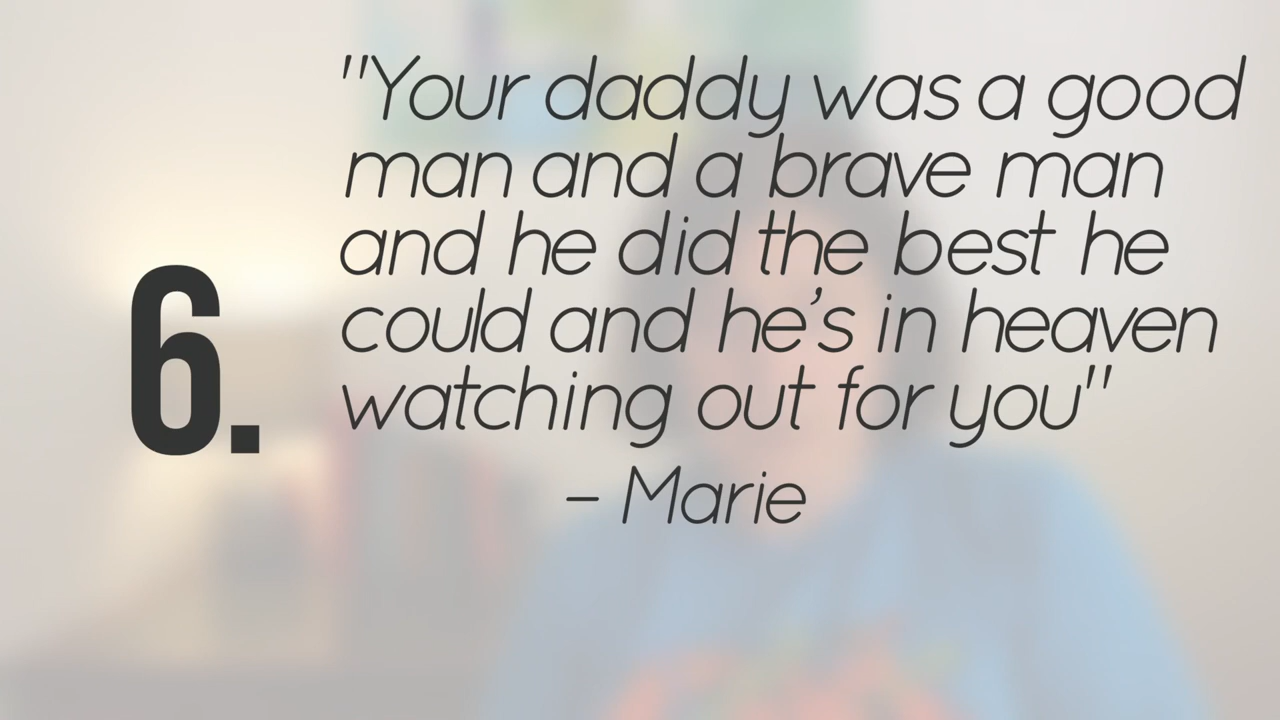 6.
"Your daddy was a good
man and a brave man
and he did the best he
could and he’s in heaven
watching out for you"
– Marie